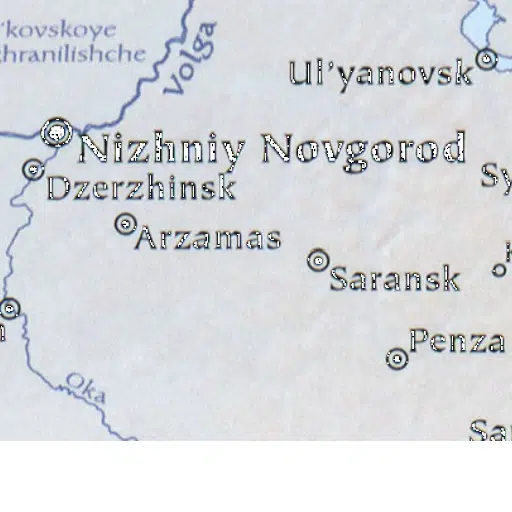 'kovskoye
hranilishche
Volga
Ul'yanovsk
Nizhniy Novgorod
Dzerzhinsk
Arzamas
Saransk
Penza
Oka